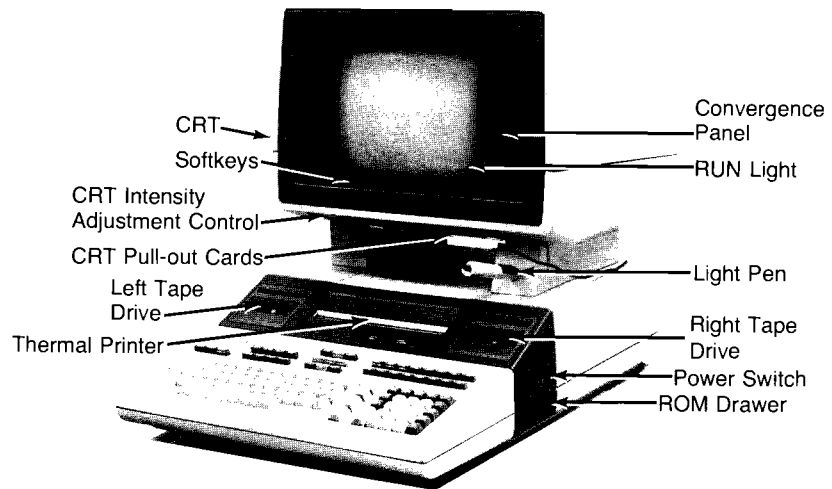 CRT
Softkeys
CRT Intensity
Adjustment Control
CRT Pull-out Cards
Left Tape
Drive
Thermal Printer
Convergence
Panel
RUN Light
Light Pen
Right Tape
Drive
Power Switch
ROM Drawer